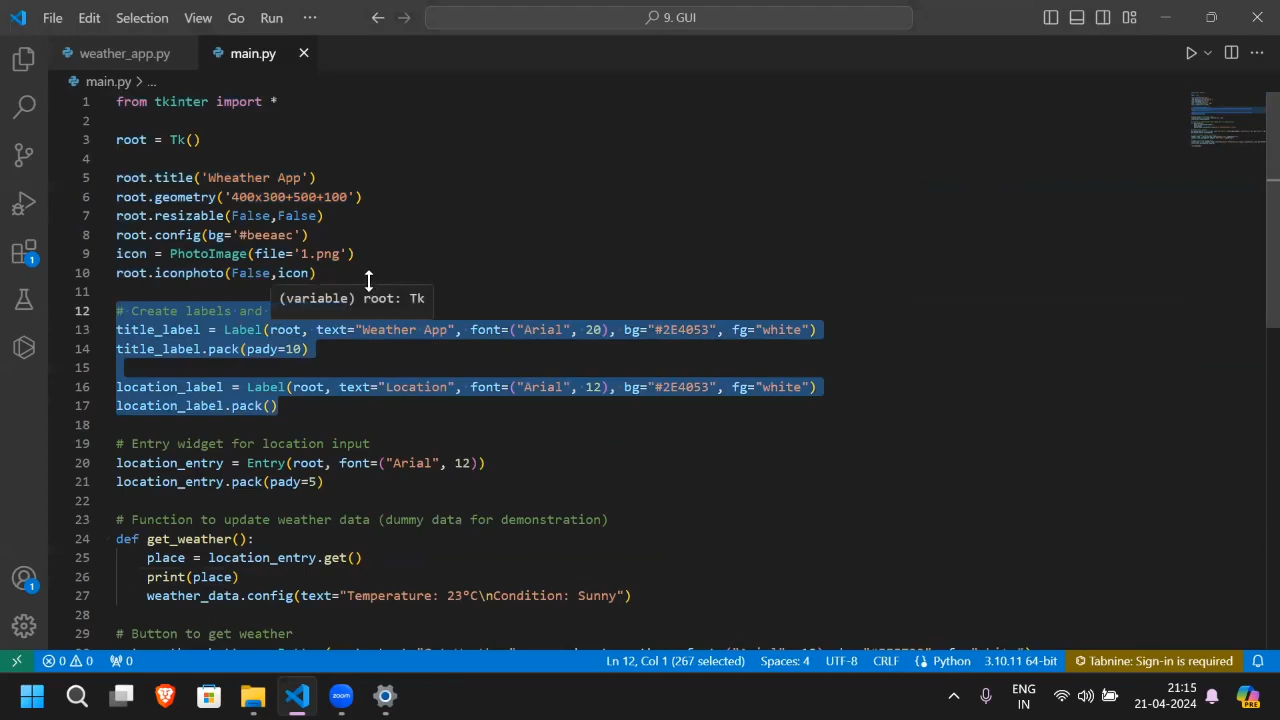 File Edit Selection View Go Run ··· 9. GUI
weather_app.py main.py
main.py > ...
1 from tkinter import *
2
3 root = Tk()
4
5 root.title('Wheather App')
6 root.geometry('400x300+500+100')
7 root.resizable(False,False)
8 root.config(bg='#beeaec')
9 icon = PhotoImage(file='1.png')
10 root.iconphoto(False,icon)
11
(variable) root: Tk
12 # Create labels and
13 title_label = Label(root, text="Weather App", font=("Arial", 20), bg="#2E4053", fg="white")
14 title_label.pack(pady=10)
15
16 location_label = Label(root, text="Location", font=("Arial", 12), bg="#2E4053", fg="white")
17 location_label.pack()
18
19 # Entry widget for location input
20 location_entry = Entry(root, font=("Arial", 12))
21 location_entry.pack(pady=5)
22
23 # Function to update weather data (dummy data for demonstration)
24 def get_weather():
25 place = location_entry.get()
26 print(place)
27 weather_data.config(text="Temperature: 23°C\nCondition: Sunny")
28
29 # Button to get weather
0 0 0 Ln 12, Col 1 (267 selected) Spaces: 4 UTF-8 CRLF Python 3.10.11 64-bit Tabnine: Sign-in is required
ENG IN 21:15 21-04-2024 PRE